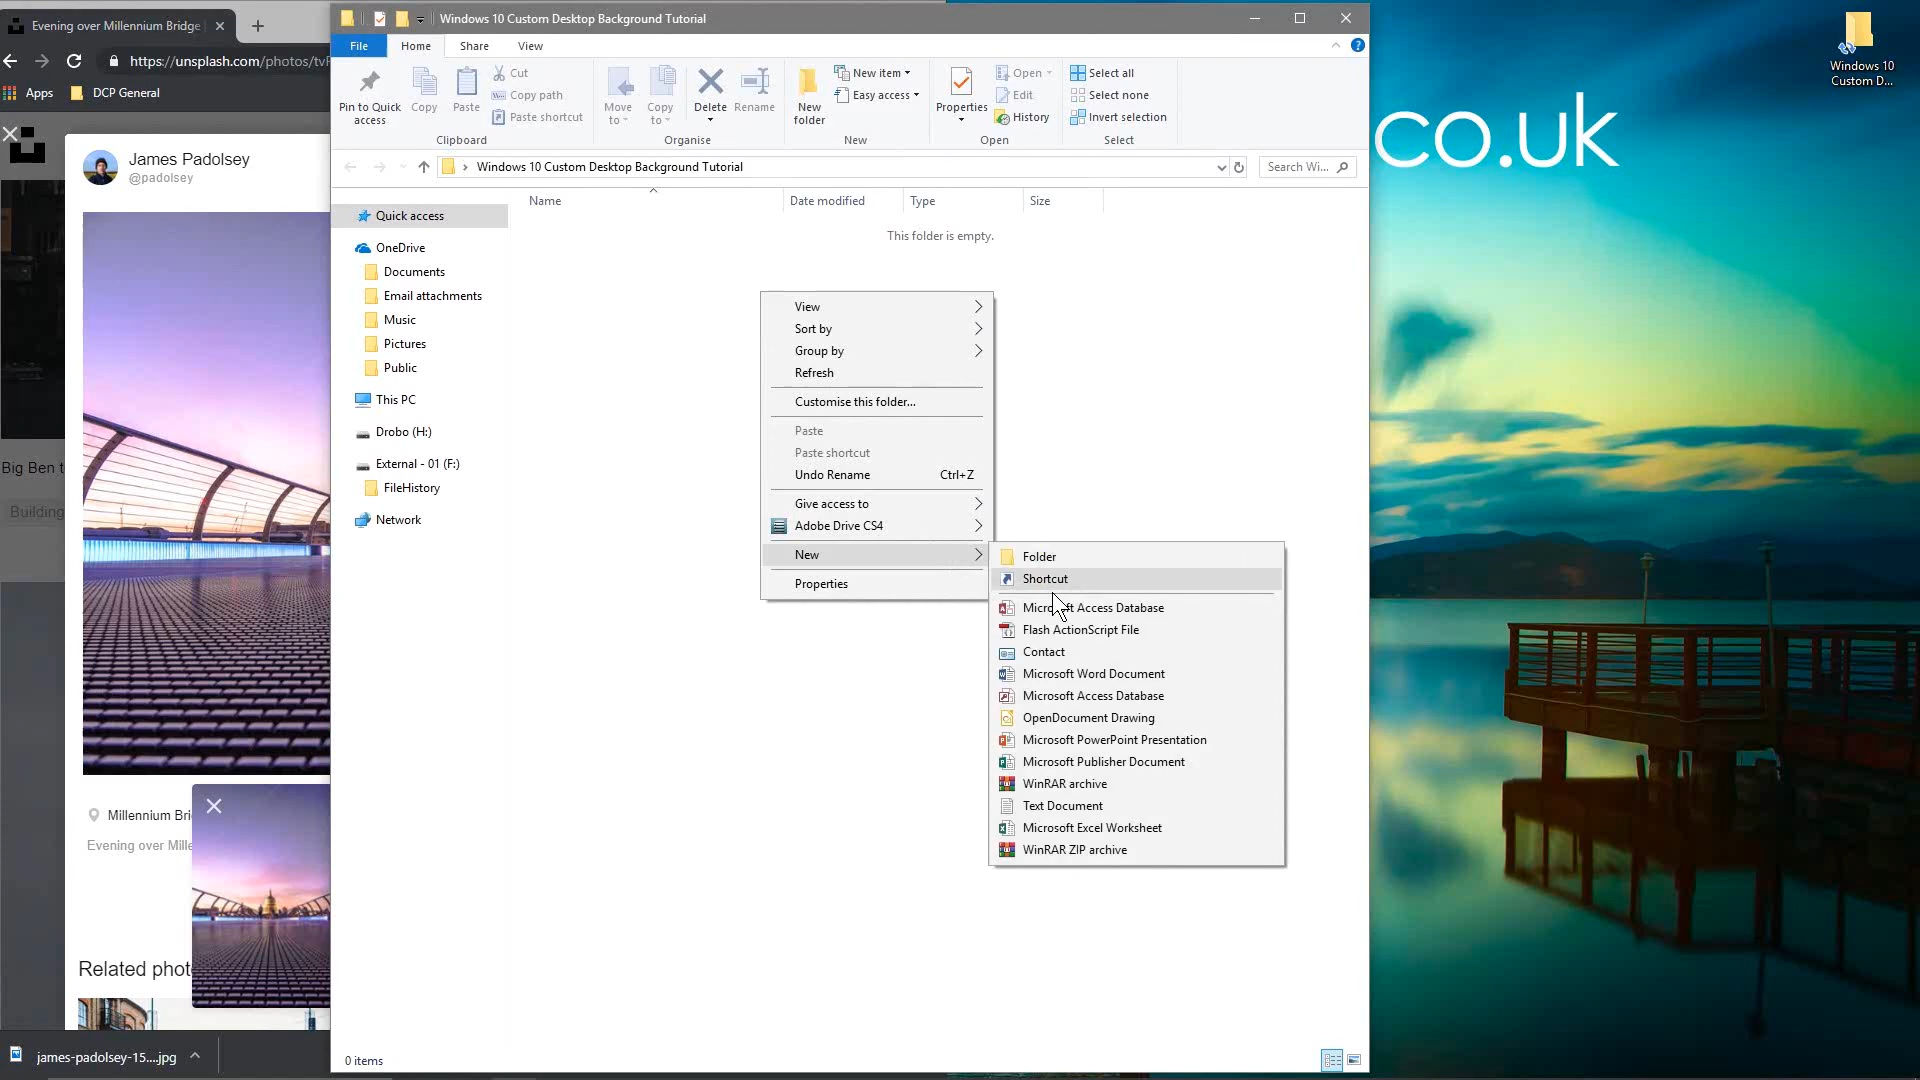 Evening over Millennium Bridge
Windows 10 Custom Desktop Background Tutorial
https://unsplash.com/photos/tvF
Apps
DCP General
File
Home
Share
View
Pin to Quick access
Copy
Paste
Cut
Copy path
Paste shortcut
Clipboard
Move to
Copy to
Delete
Rename
Organise
New folder
New item
Easy access
New
Properties
Open
Edit
History
Open
Select all
Select none
Invert selection
Select
Windows 10 Custom Desktop Background Tutorial
Search Wi...
James Padolsey
@padolsey
Big Ben t
Building
Millennium Bri
Evening over Mille
Related phot
james-padolsey-15....jpg
Quick access
OneDrive
Documents
Email attachments
Music
Pictures
Public
This PC
Drobo (H:)
External - 01 (F:)
FileHistory
Network
Name
Date modified
Type
Size
This folder is empty.
View
Sort by
Group by
Refresh
Customise this folder...
Paste
Paste shortcut
Undo Rename Ctrl+Z
Give access to
Adobe Drive CS4
New
Properties
Folder
Shortcut
Microsoft Access Database
Flash ActionScript File
Contact
Microsoft Word Document
Microsoft Access Database
OpenDocument Drawing
Microsoft PowerPoint Presentation
Microsoft Publisher Document
WinRAR archive
Text Document
Microsoft Excel Worksheet
WinRAR ZIP archive
0 items
co.uk
Windows 10
Custom D...